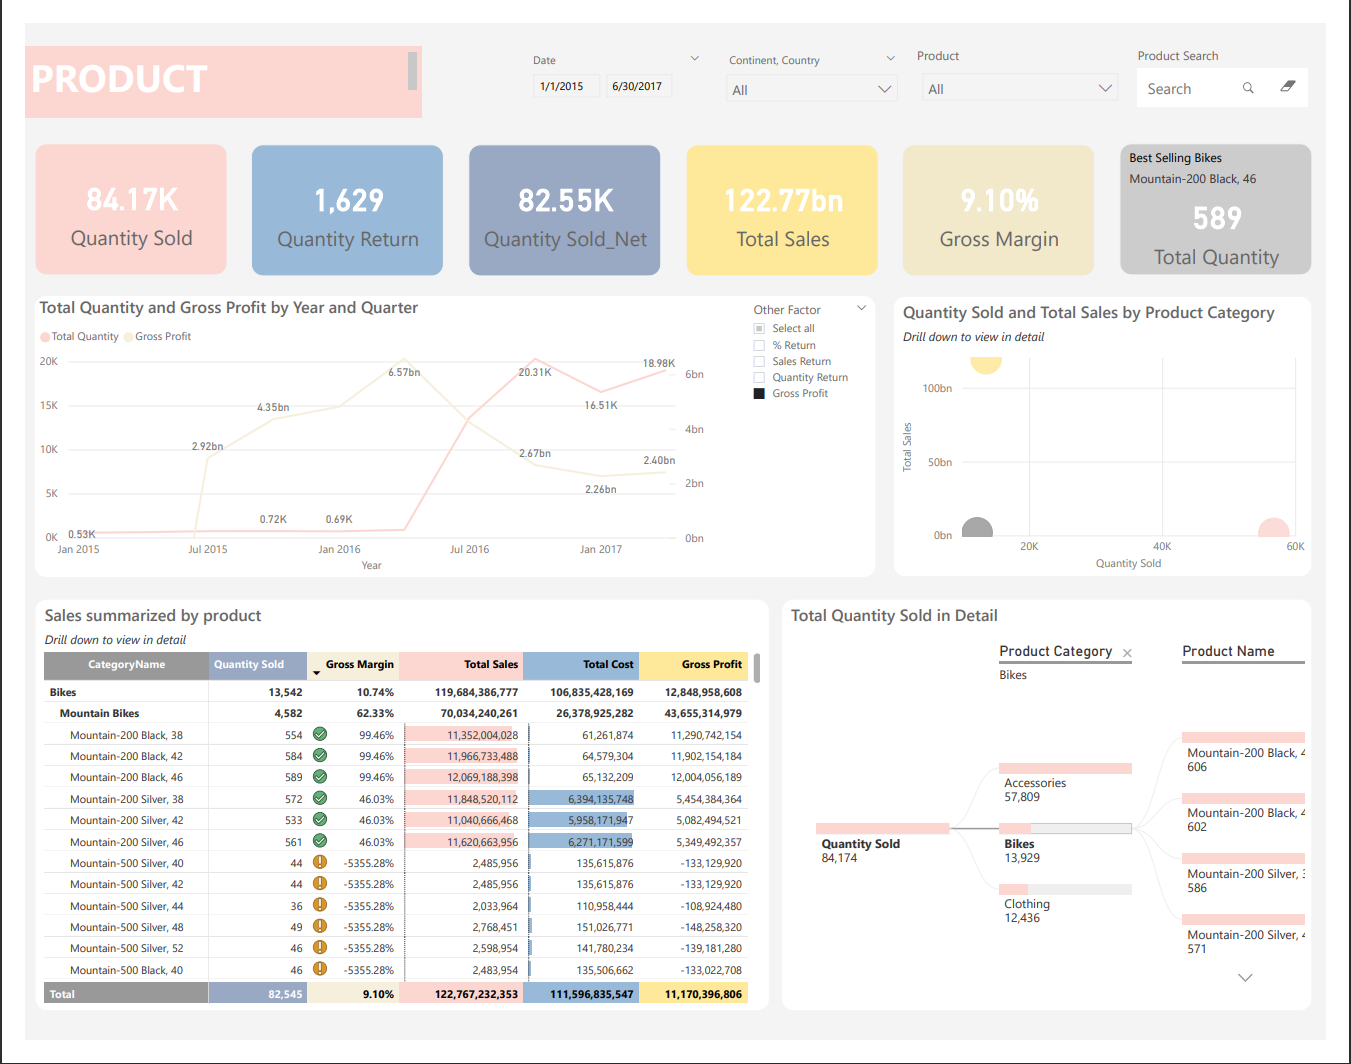 PRODUCT
Date
1/1/2015 6/30/2017
Continent, Country
All
Product
All
Product Search
Search
84.17K
Quantity Sold
1,629
Quantity Return
82.55K
Quantity Sold_Net
122.77bn
Total Sales
9.10%
Gross Margin
Best Selling Bikes
Mountain-200 Black, 46
589
Total Quantity
Total Quantity and Gross Profit by Year and Quarter
Total Quantity Gross Profit
20K
15K
10K
5K
0K
6bn
4bn
2bn
0bn
0.53K
2.92bn
4.35bn
0.72K
0.69K
6.57bn
20.31K
2.67bn
16.51K
2.26bn
18.98K
2.40bn
Jan 2015 Jul 2015 Jan 2016 Jul 2016 Jan 2017
Year
Other Factor
Select all
% Return
Sales Return
Quantity Return
Gross Profit
Quantity Sold and Total Sales by Product Category
Drill down to view in detail
Total Sales
100bn
50bn
0bn
20K 40K 60K
Quantity Sold
Sales summarized by product
Drill down to view in detail
CategoryName Quantity Sold Gross Margin Total Sales Total Cost Gross Profit
Bikes 13,542 10.74% 119,684,386,777 106,835,428,169 12,848,958,608
Mountain Bikes 4,582 62.33% 70,034,240,261 26,378,925,282 43,655,314,979
Mountain-200 Black, 38 554 99.46% 11,352,004,028 61,261,874 11,290,742,154
Mountain-200 Black, 42 584 99.46% 11,966,733,488 64,579,304 11,902,154,184
Mountain-200 Black, 46 589 99.46% 12,069,188,398 65,132,209 12,004,056,189
Mountain-200 Silver, 38 572 46.03% 11,848,520,112 6,394,135,748 5,454,384,364
Mountain-200 Silver, 42 533 46.03% 11,040,666,468 5,958,171,947 5,082,494,521
Mountain-200 Silver, 46 561 46.03% 11,620,663,956 6,271,171,599 5,349,492,357
Mountain-500 Silver, 40 44 -5355.28% 2,485,956 135,615,876 -133,129,920
Mountain-500 Silver, 42 44 -5355.28% 2,485,956 135,615,876 -133,129,920
Mountain-500 Silver, 44 36 -5355.28% 2,033,964 110,958,444 -108,924,480
Mountain-500 Silver, 48 49 -5355.28% 2,768,451 151,026,771 -148,258,320
Mountain-500 Silver, 52 46 -5355.28% 2,598,954 141,780,234 -139,181,280
Mountain-500 Black, 40 46 -5355.28% 2,483,954 135,506,662 -133,022,708
Total 82,545 9.10% 122,767,232,353 111,596,835,547 11,170,396,806
Total Quantity Sold in Detail
Product Category
Bikes
Product Name
Quantity Sold
84,174
Accessories
57,809
Bikes
13,929
Clothing
12,436
Mountain-200 Black, 4
606
Mountain-200 Black, 4
602
Mountain-200 Silver, 3
586
Mountain-200 Silver, 4
571